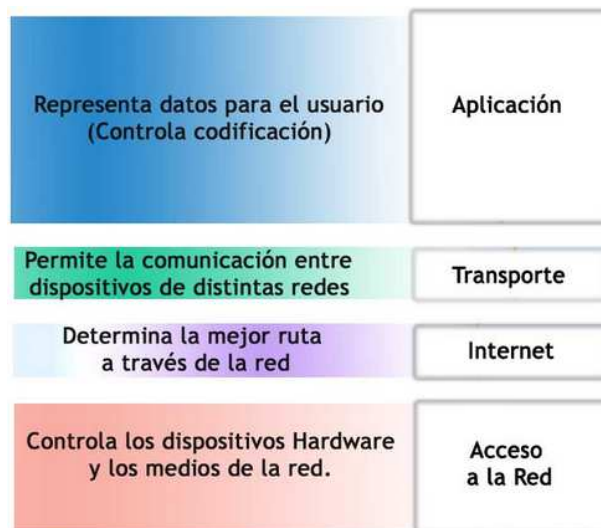 Representa datos para el usuario
(Controla codificación)
Aplicación
Permite la comunicación entre
dispositivos de distintas redes
Transporte
Determina la mejor ruta
a través de la red
Internet
Controla los dispositivos Hardware
y los medios de la red.
Acceso
a la Red